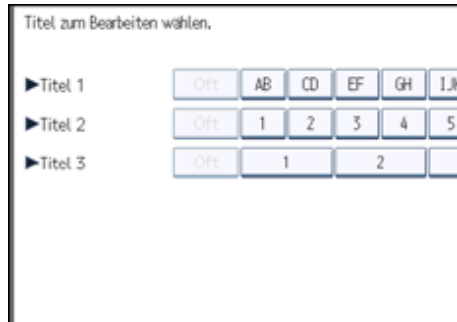 Titel zum Bearbeiten wählen.
▶Titel 1 Oft AB CD EF GH
▶Titel 2 Oft 1 2 3 4 5
▶Titel 3 Oft 1 2